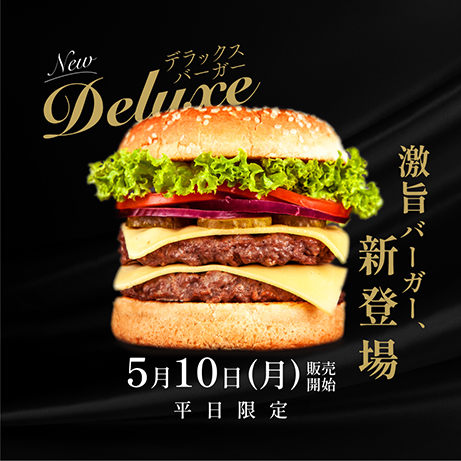 New
デラックス
バーガー
Deluxe
激旨バーガー、
新登場
5月10日(月)販売
開始
平日限定